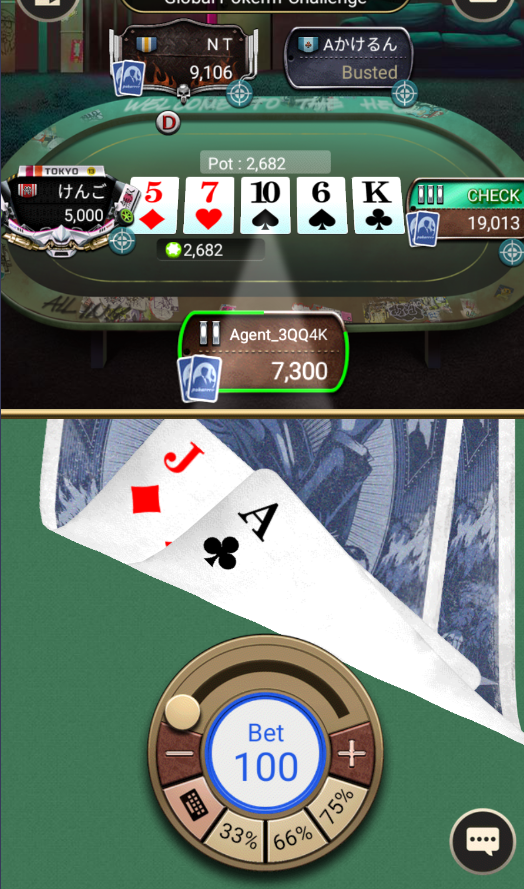 Global Poker... Challenge
N T
9,106
Aかけるん
Busted
WELCOME TO THE
D
Pot : 2,682
TOKYO
けんご
5,000
5
7
10
6
K
CHECK
19,013
2,682
ALL IN
Agent_3QQ4K
7,300
J
A
Bet
100
33%
66%
75%